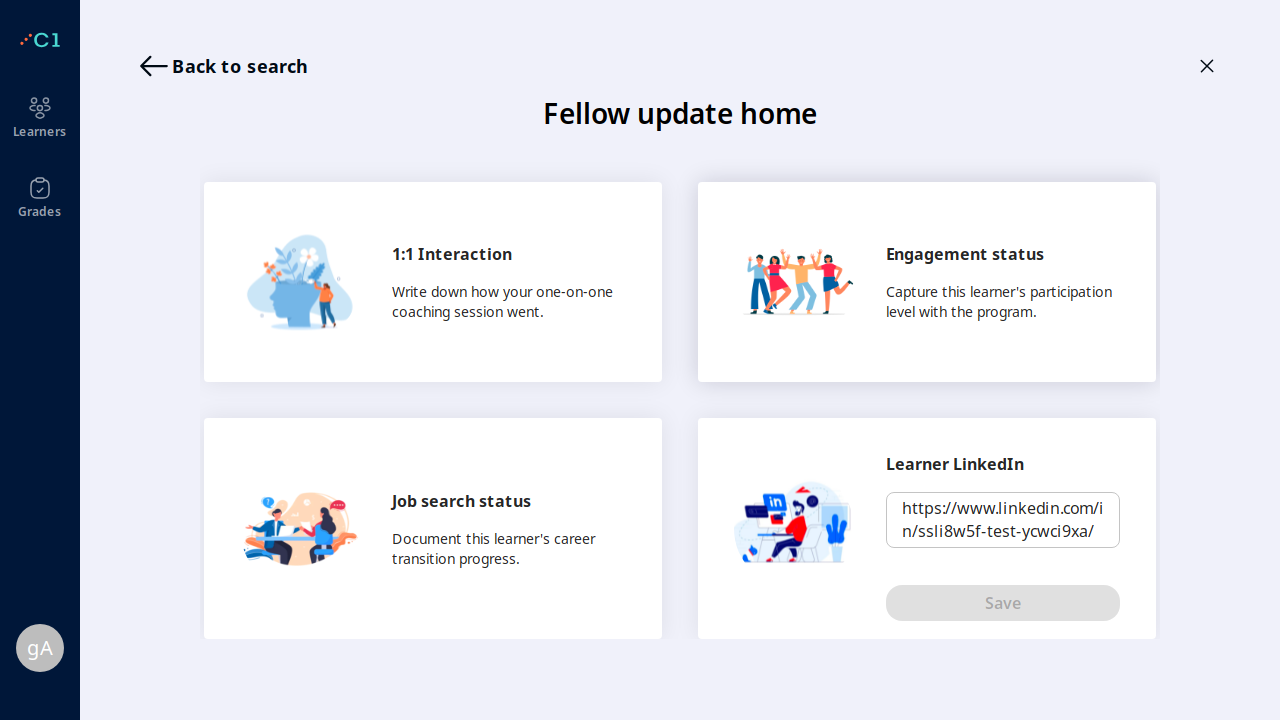 C1
Learners
Grades
gA
Back to search
Fellow update home
1:1 Interaction
Write down how your one-on-one
coaching session went.
Engagement status
Capture this learner's participation
level with the program.
Job search status
Document this learner's career
transition progress.
Learner LinkedIn
https://www.linkedin.com/i
n/ssli8w5f-test-ycwci9xa/
Save
in